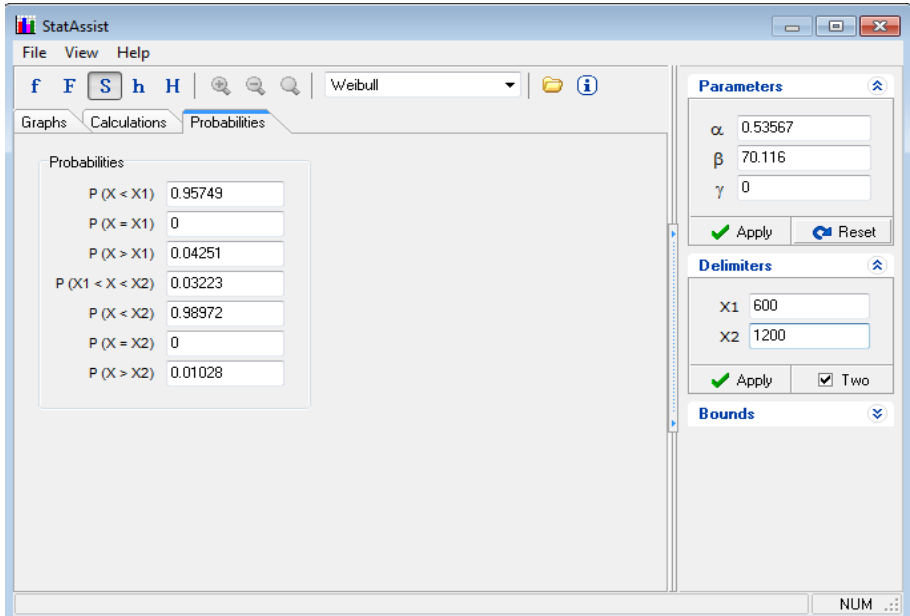 StatAssist
File View Help
f F S h H Weibull
Graphs Calculations Probabilities
Probabilities
P (X < X1) 0.95749
P (X = X1) 0
P (X > X1) 0.04251
P (X1 < X < X2) 0.03223
P (X < X2) 0.98972
P (X = X2) 0
P (X > X2) 0.01028
Parameters
α 0.53567
β 70.116
γ 0
Apply Reset
Delimiters
X1 600
X2 1200
Apply Two
Bounds
NUM